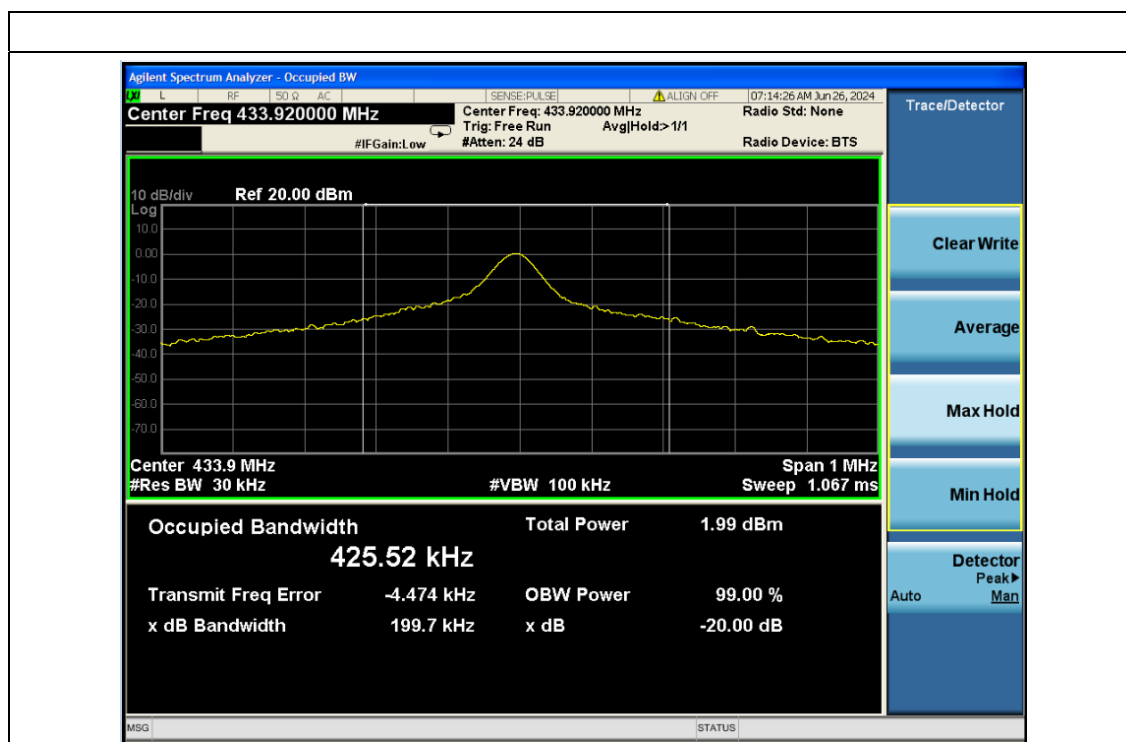 Agilent Spectrum Analyzer - Occupied BW
LXI L RF 50 Ω AC SENSE:PULSE ALIGN OFF 07:14:26 AM Jun 26, 2024
Center Freq 433.920000 MHz
Center Freq: 433.920000 MHz
Radio Std: None
Trig: Free Run Avg|Hold:>1/1
#IFGain:Low
#Atten: 24 dB
Radio Device: BTS
Trace/Detector
10 dB/div Ref 20.00 dBm
Log
10.0
0.00
-10.0
-20.0
-30.0
-40.0
-50.0
-60.0
-70.0
Center 433.9 MHz Span 1 MHz
#Res BW 30 kHz #VBW 100 kHz Sweep 1.067 ms
Occupied Bandwidth Total Power 1.99 dBm
425.52 kHz
Transmit Freq Error -4.474 kHz OBW Power 99.00 %
x dB Bandwidth 199.7 kHz x dB -20.00 dB
Clear Write
Average
Max Hold
Min Hold
Detector
Peak▶
Auto Man
MSG STATUS